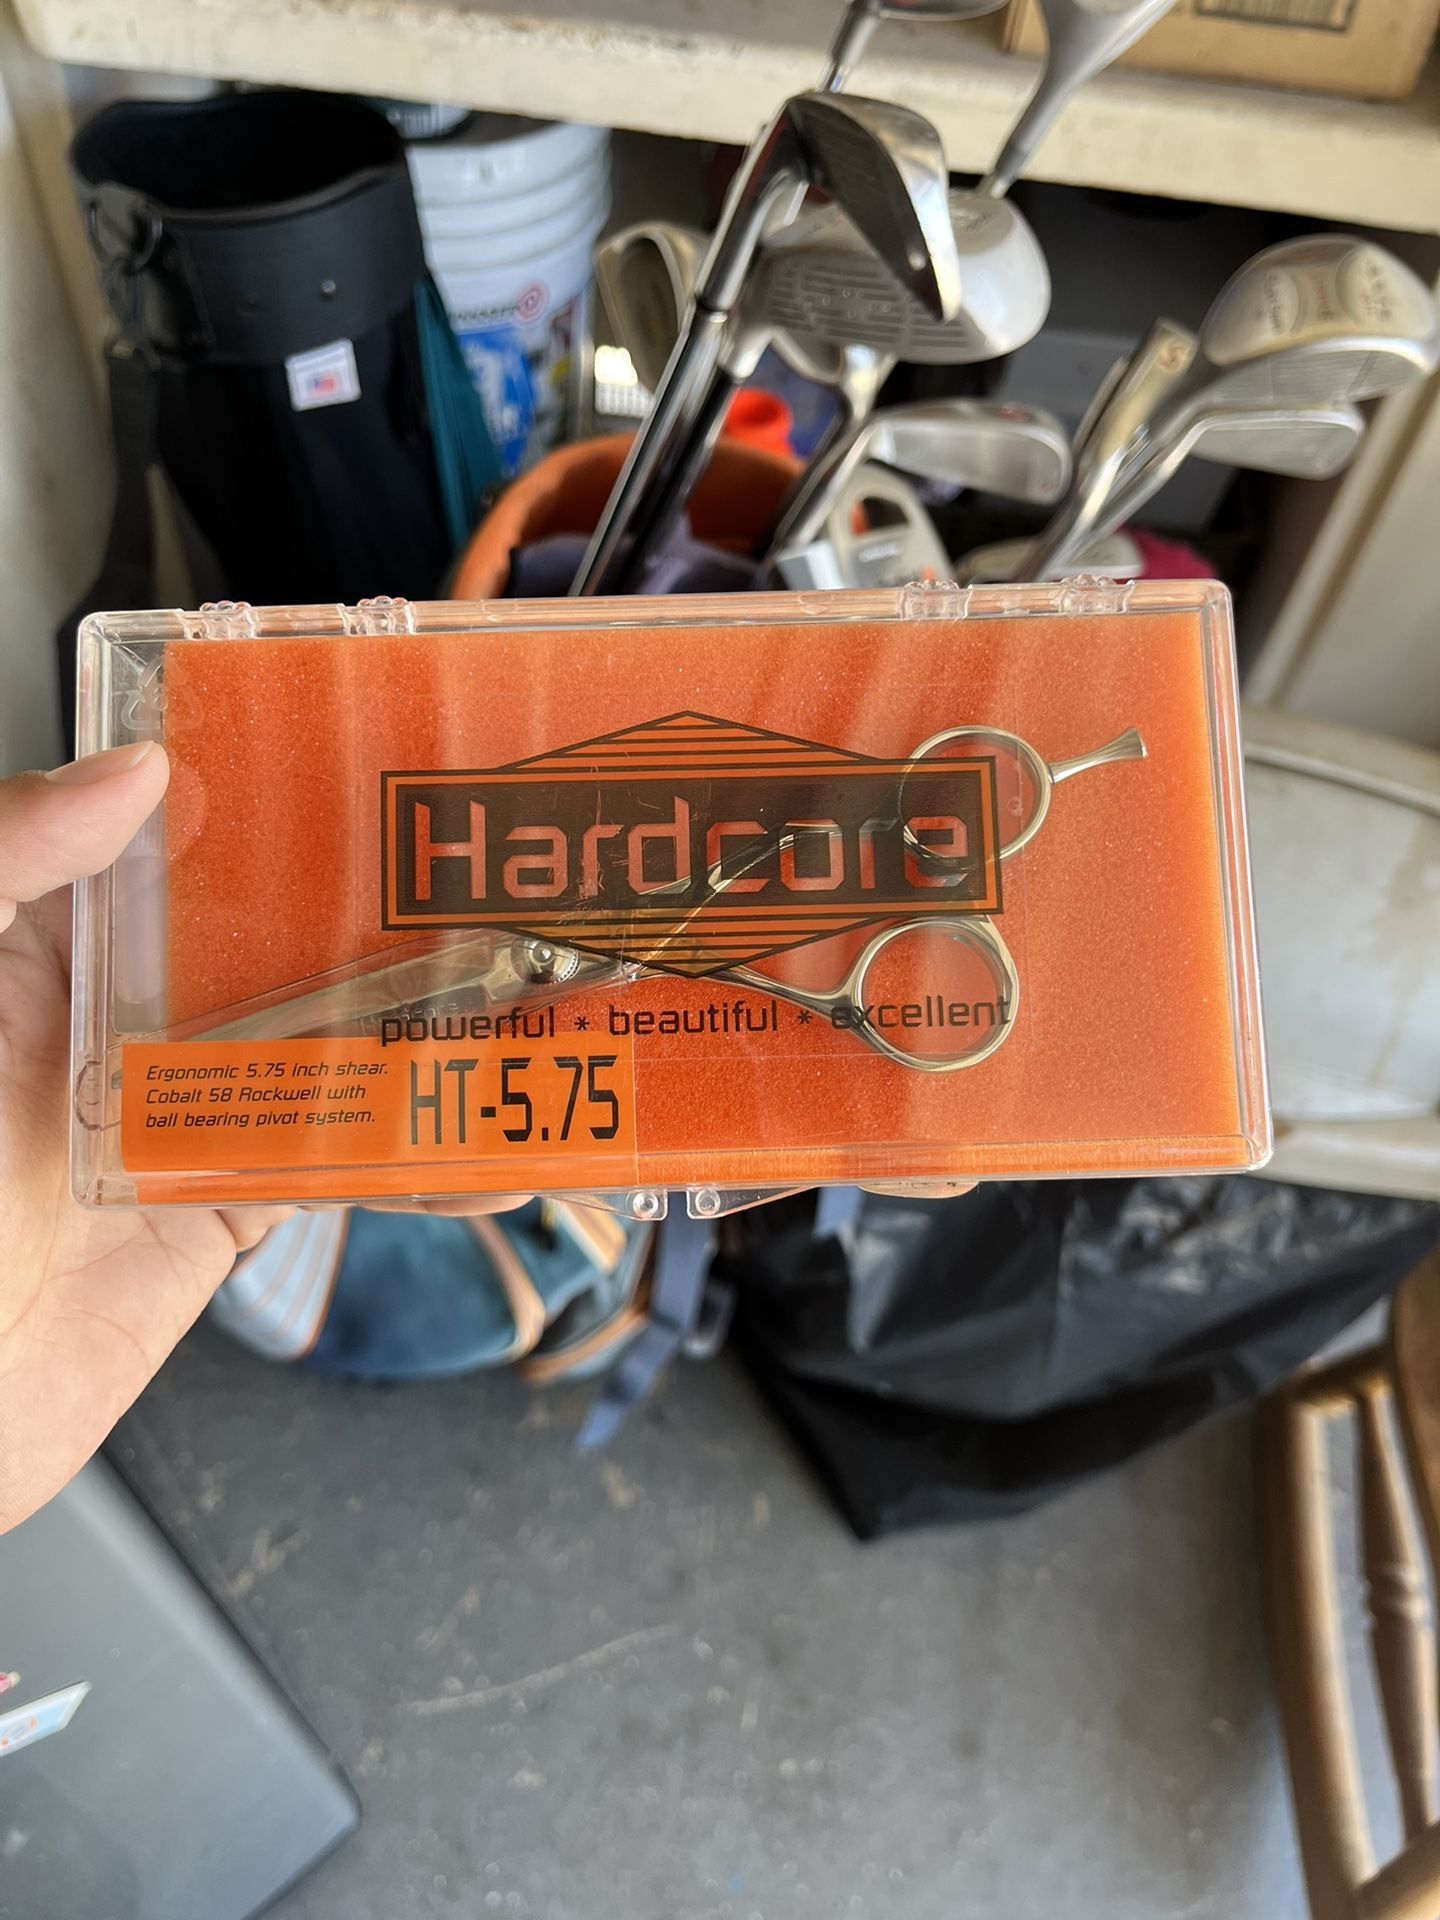 Hardcore
powerful * beautiful * excellent
Ergonomic 5.75 inch shear.
Cobalt 58 Rockwell with
ball bearing pivot system.
HT-5.75